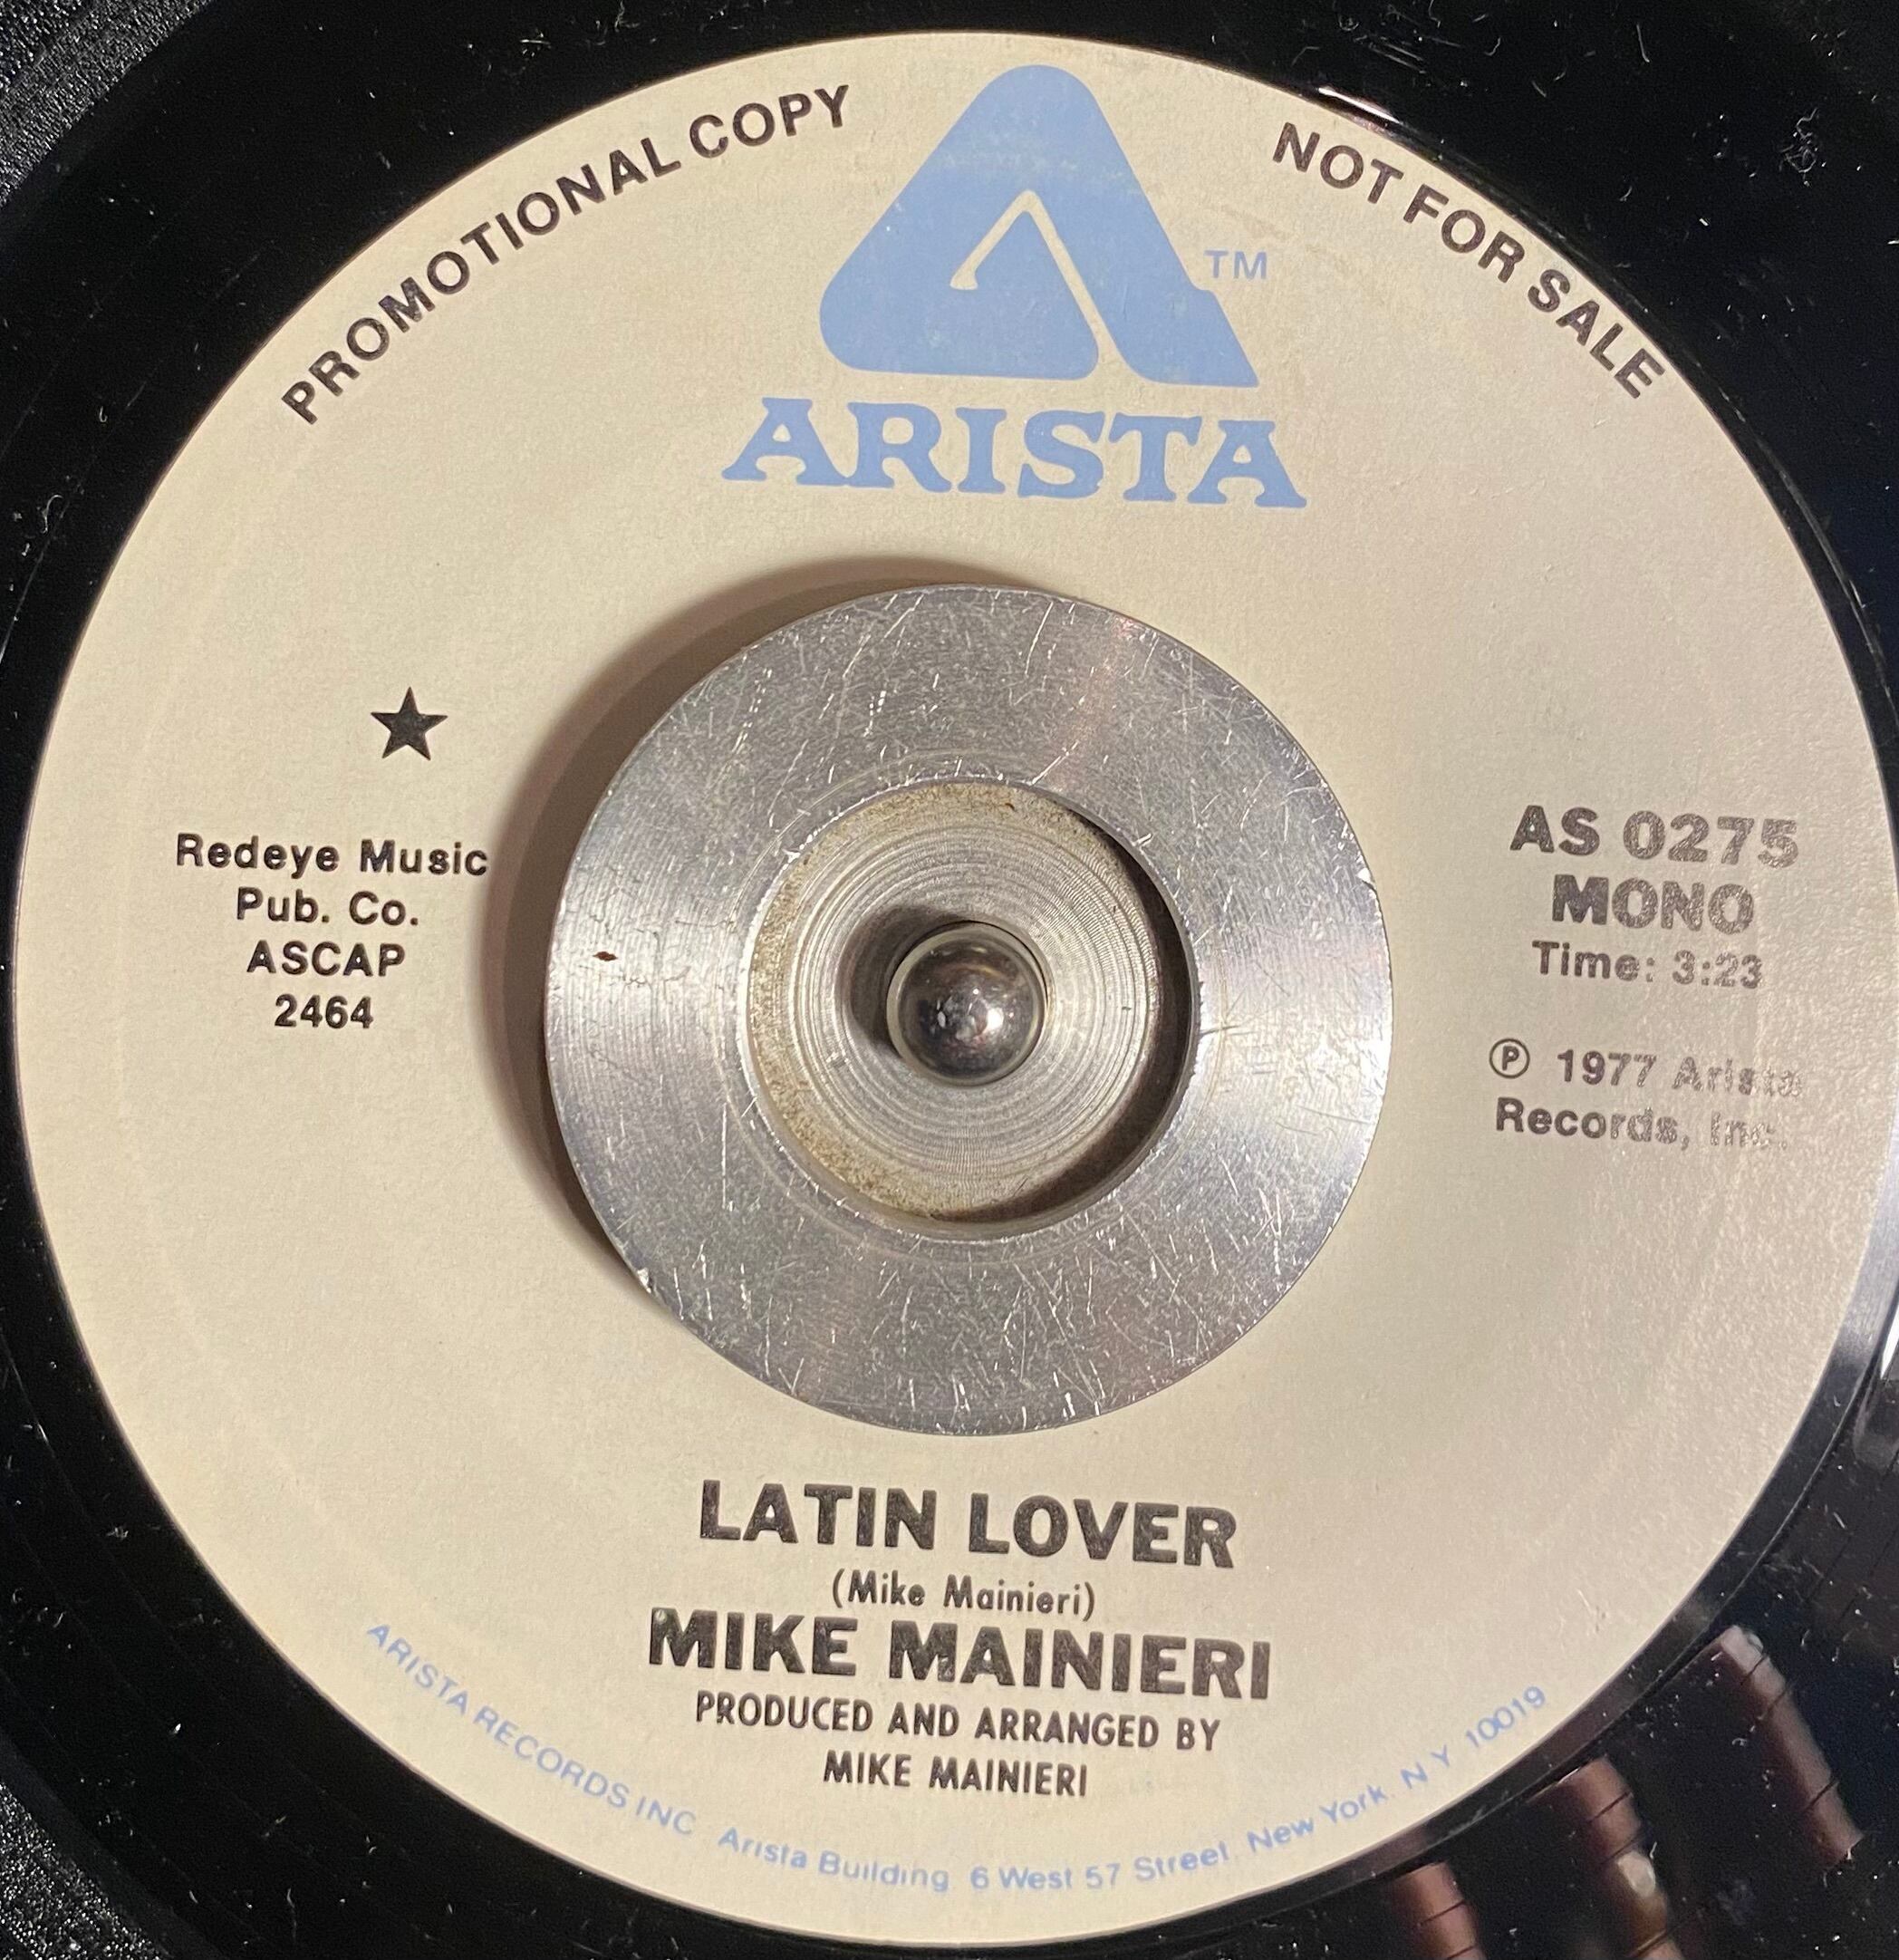 PROMOTIONAL COPY
NOT FOR SALE
TM
ARISTA
Redeye Music
Pub. Co.
ASCAP
2464
AS 0275
MONO
Time: 3:23
℗ 1977 Arista
Records, Inc.
LATIN LOVER
(Mike Mainieri)
MIKE MAINIERI
PRODUCED AND ARRANGED BY
MIKE MAINIERI
ARISTA RECORDS INC Arista Building 6 West 57 Street, New York, N Y 10019